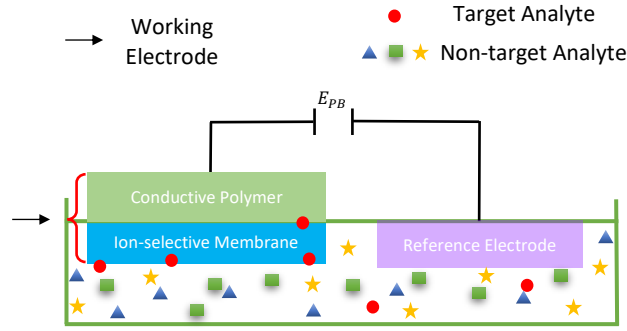 Working
Electrode
Target Analyte
Non-target Analyte
E_PB
Conductive Polymer
Ion-selective Membrane
Reference Electrode